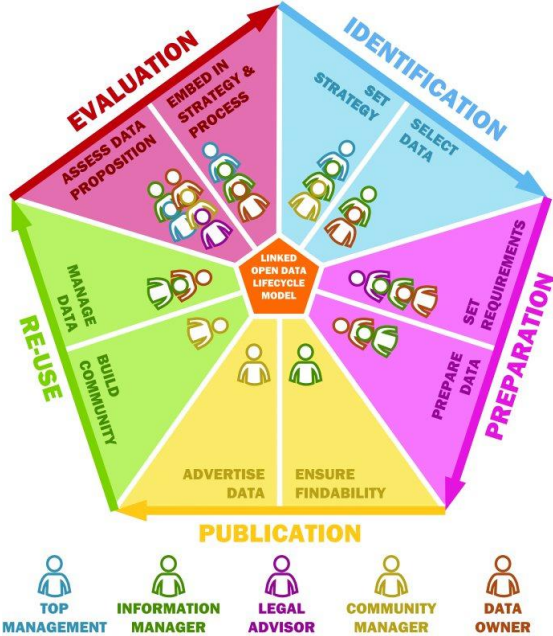 EVALUATION
IDENTIFICATION
EMBED IN
STRATEGY &
PROCESS
SET
STRATEGY
ASSESS DATA
PROPOSITION
SELECT
DATA
LINKED
OPEN DATA
LIFECYCLE
MODEL
MANAGE
DATA
SET
REQUIREMENTS
RE-USE
PREPARATION
BUILD
COMMUNITY
PREPARE
DATA
ADVERTISE
DATA
ENSURE
FINDABILITY
PUBLICATION
TOP
MANAGEMENT
INFORMATION
MANAGER
LEGAL
ADVISOR
COMMUNITY
MANAGER
DATA
OWNER